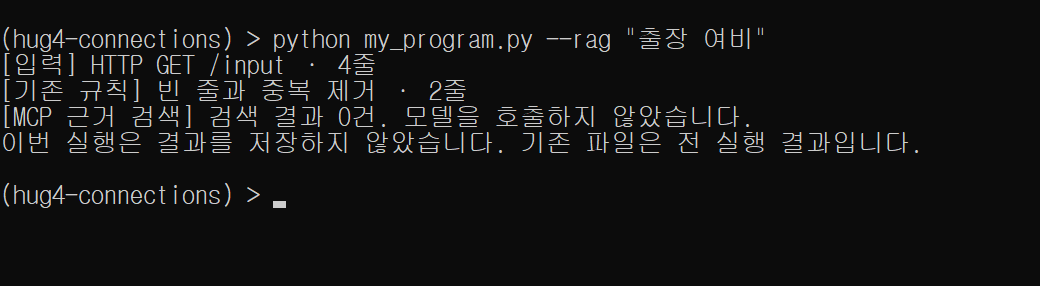 (hug4-connections) > python my_program.py --rag "출장 여비"
[입력] HTTP GET /input · 4줄
[기존 규칙] 빈 줄과 중복 제거 · 2줄
[MCP 근거 검색] 검색 결과 0건. 모델을 호출하지 않았습니다.
이번 실행은 결과를 저장하지 않았습니다. 기존 파일은 전 실행 결과입니다.
(hug4-connections) >